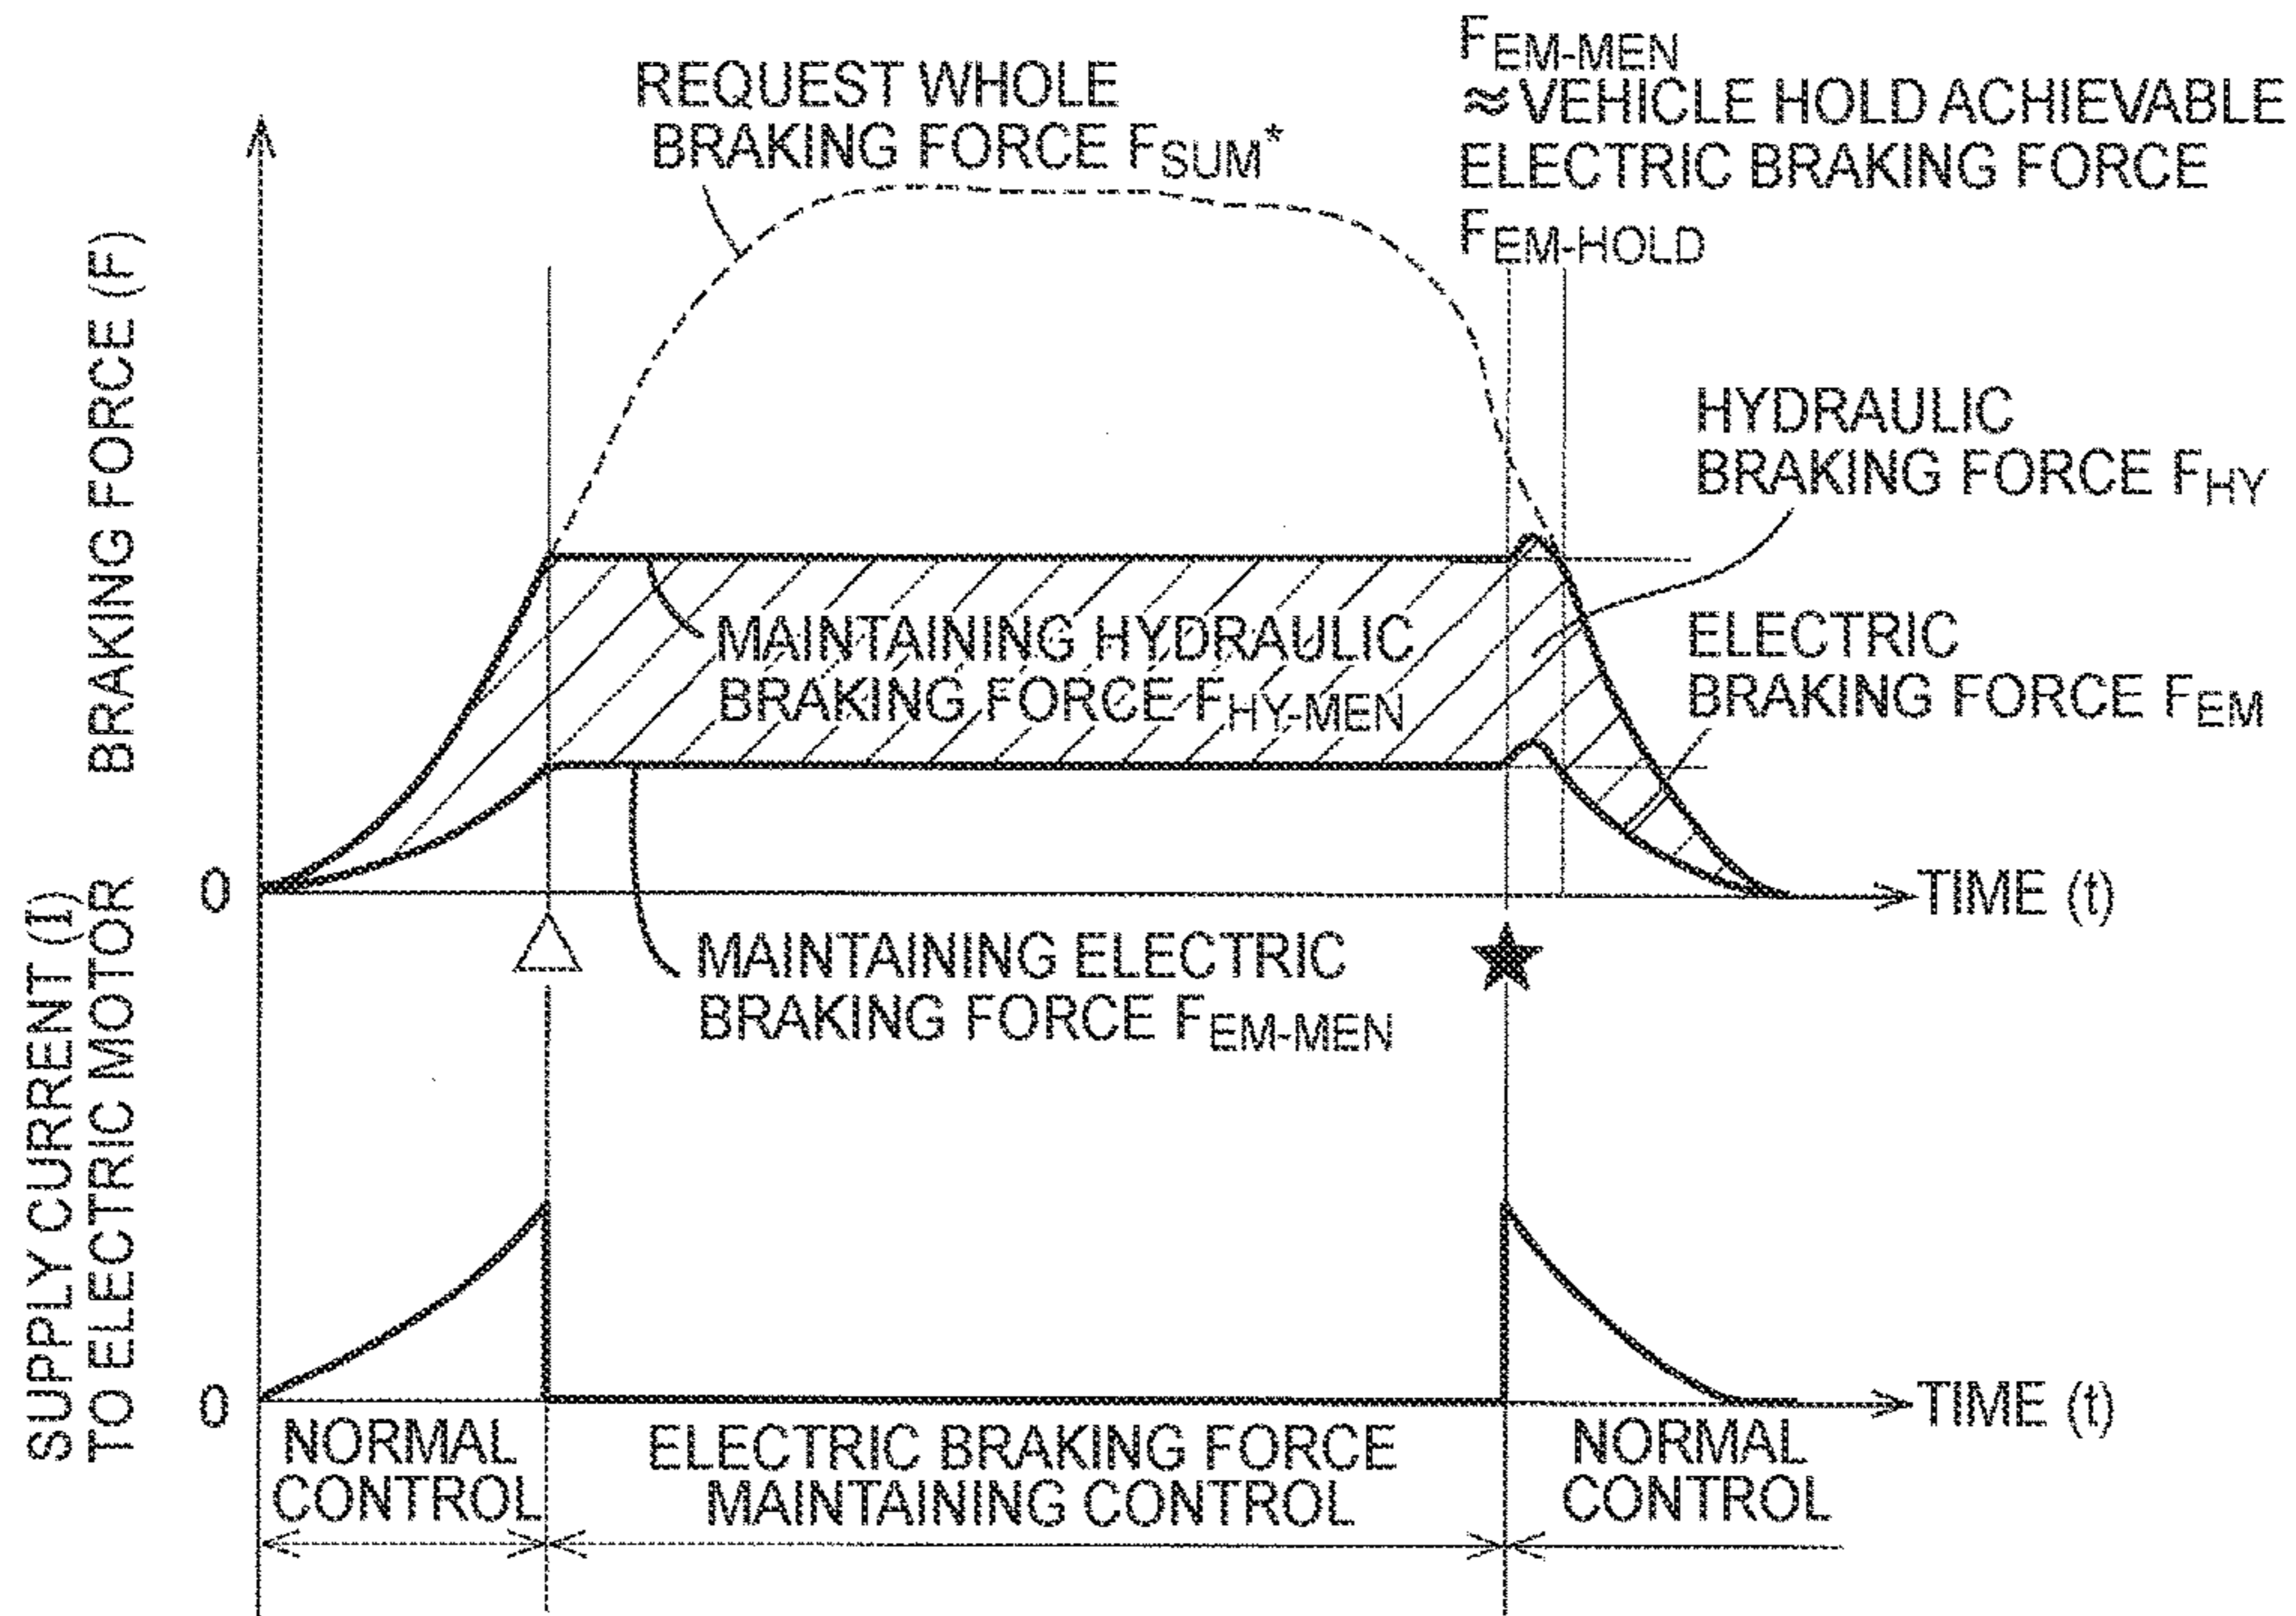 REQUEST WHOLE
BRAKING FORCE FSUM*
FEM-MEN
≈VEHICLE HOLD ACHIEVABLE
ELECTRIC BRAKING FORCE
FEM-HOLD
BRAKING FORCE (F)
HYDRAULIC
BRAKING FORCE FHY
MAINTAINING HYDRAULIC
BRAKING FORCE FHY-MEN
ELECTRIC
BRAKING FORCE FEM
0
TIME (t)
MAINTAINING ELECTRIC
BRAKING FORCE FEM-MEN
SUPPLY CURRENT (I)
TO ELECTRIC MOTOR
0
TIME (t)
NORMAL
CONTROL
ELECTRIC BRAKING FORCE
MAINTAINING CONTROL
NORMAL
CONTROL